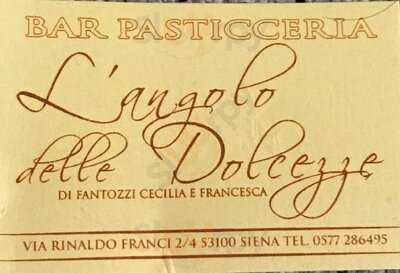 BAR PASTICCERIA
L'angolo
delle Dolcezze
DI FANTOZZI CECILIA E FRANCESCA
VIA RINALDO FRANCI 2/4 53100 SIENA TEL. 0577 286495